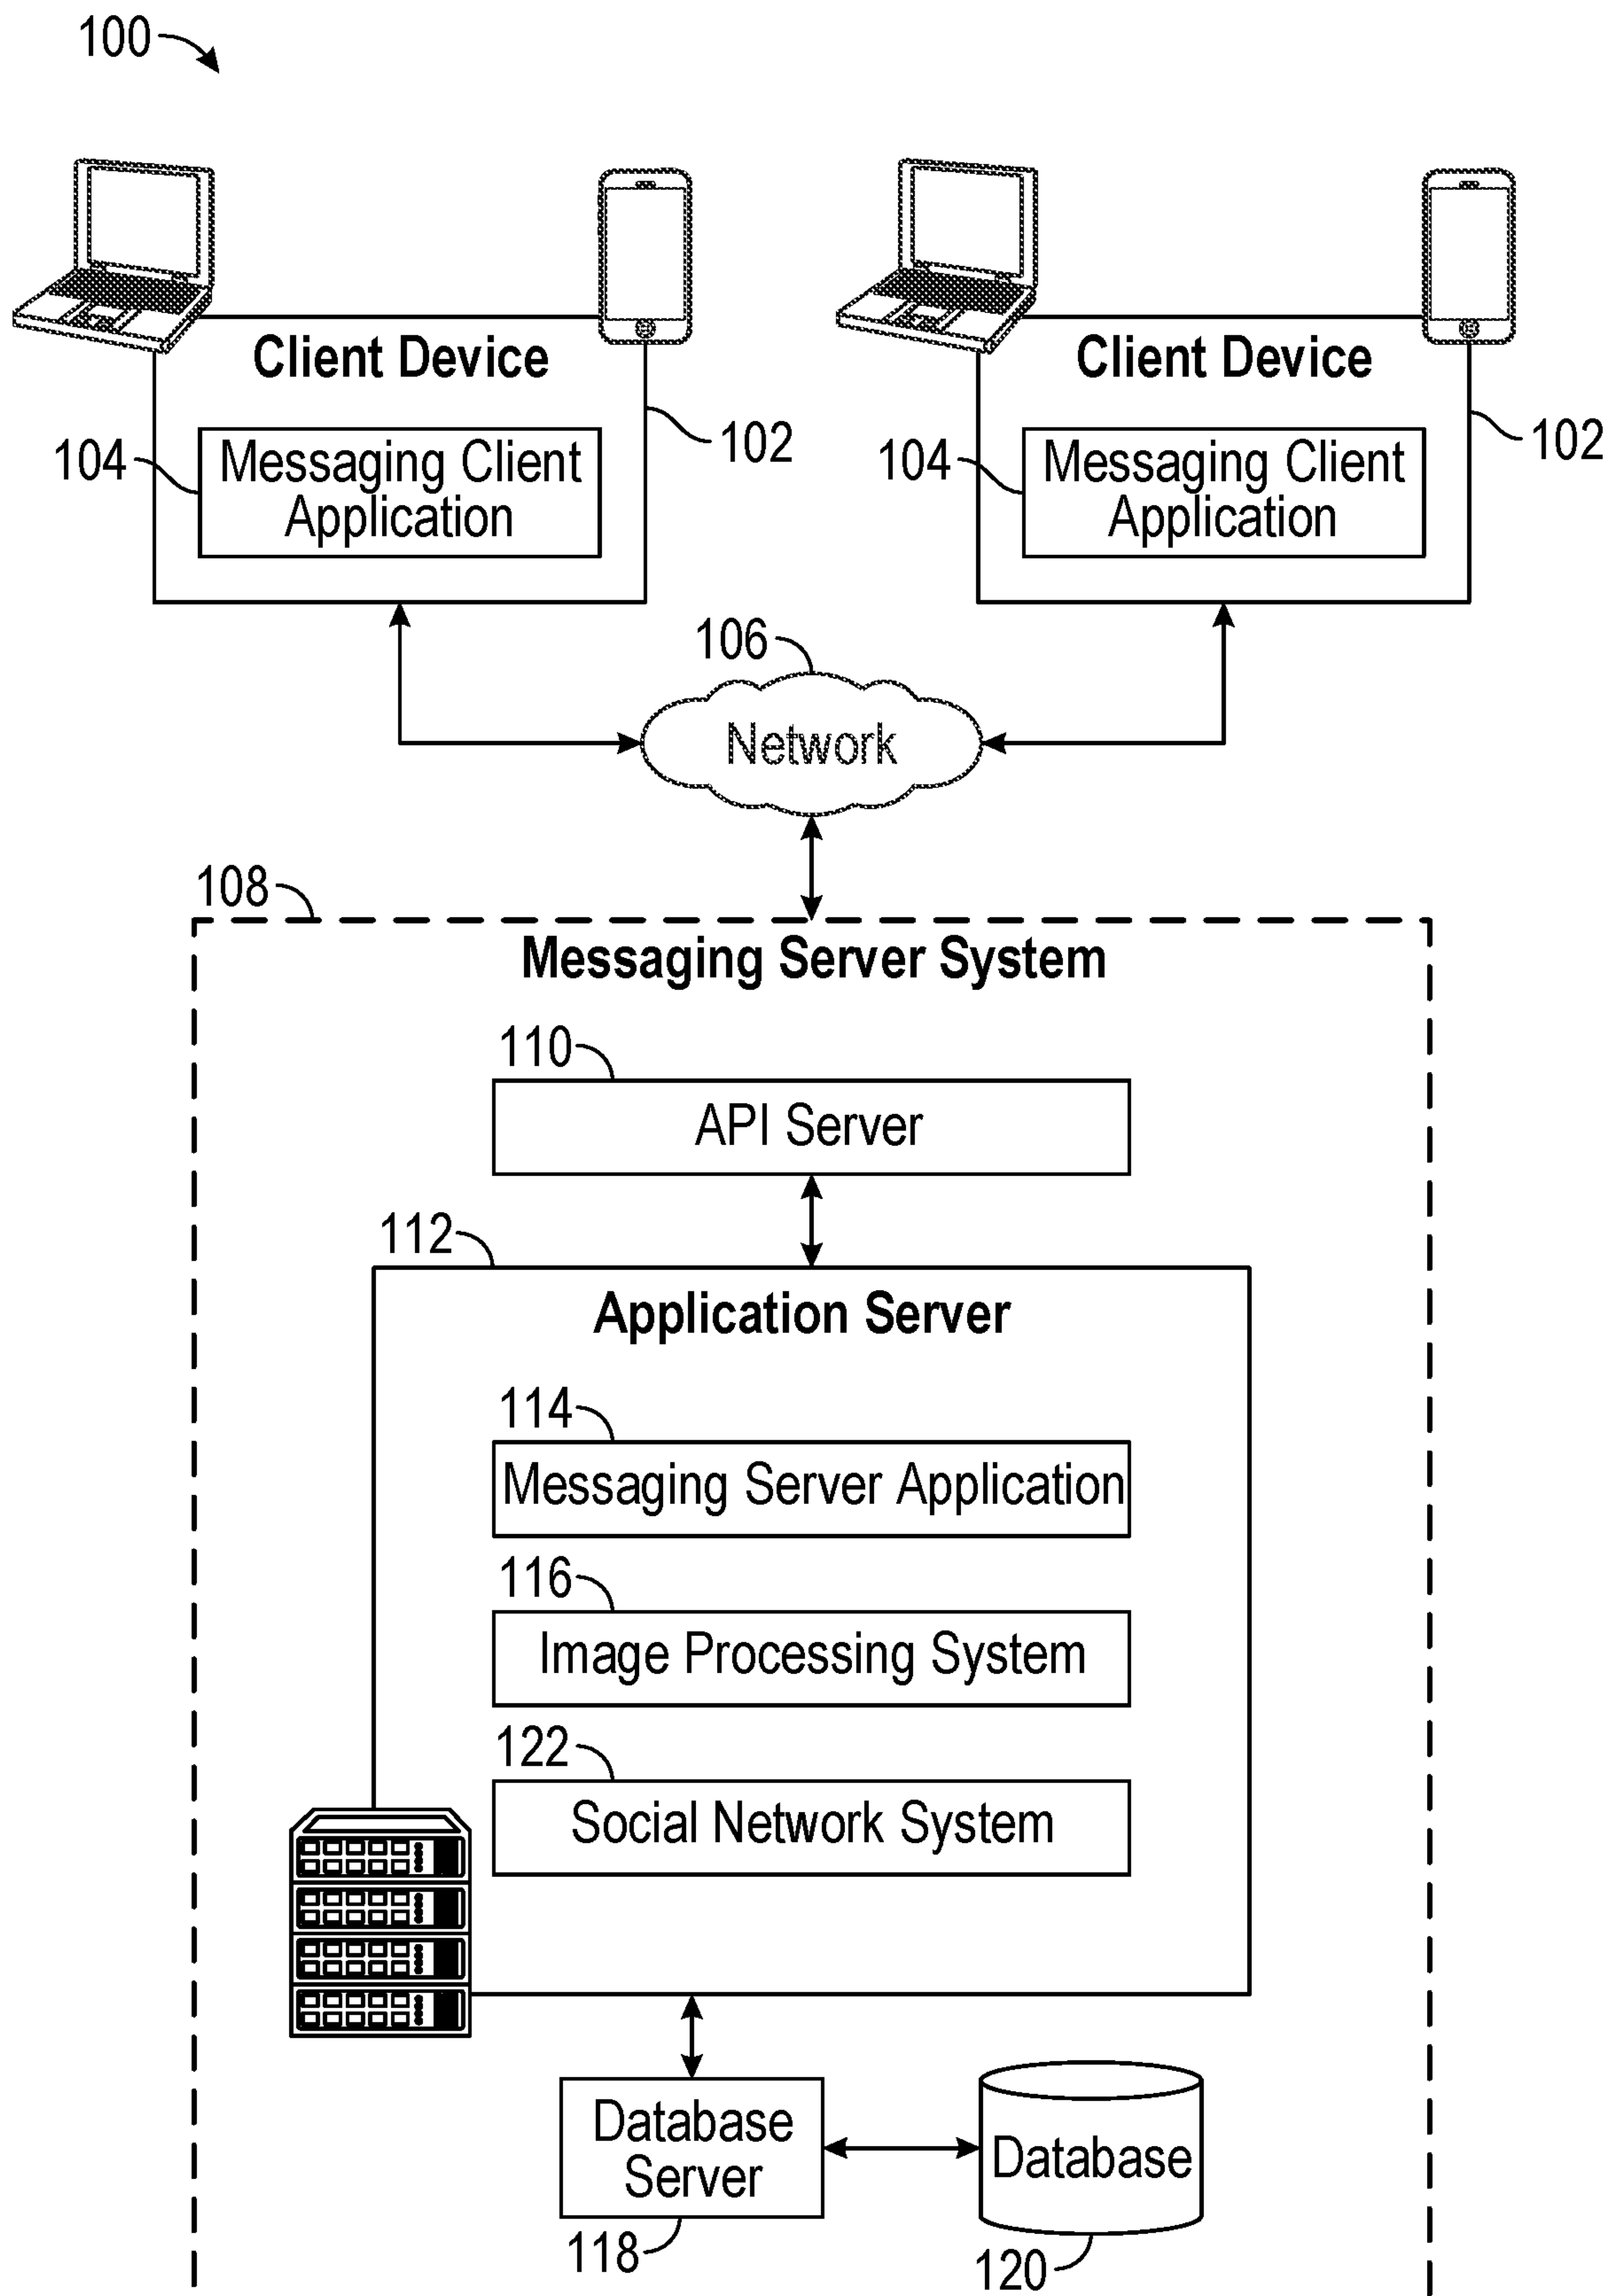 100
Client Device
102
104
Messaging Client
Application
Client Device
102
104
Messaging Client
Application
106
Network
108
Messaging Server System
110
API Server
112
Application Server
114
Messaging Server Application
116
Image Processing System
122
Social Network System
Database
Server
118
Database
120